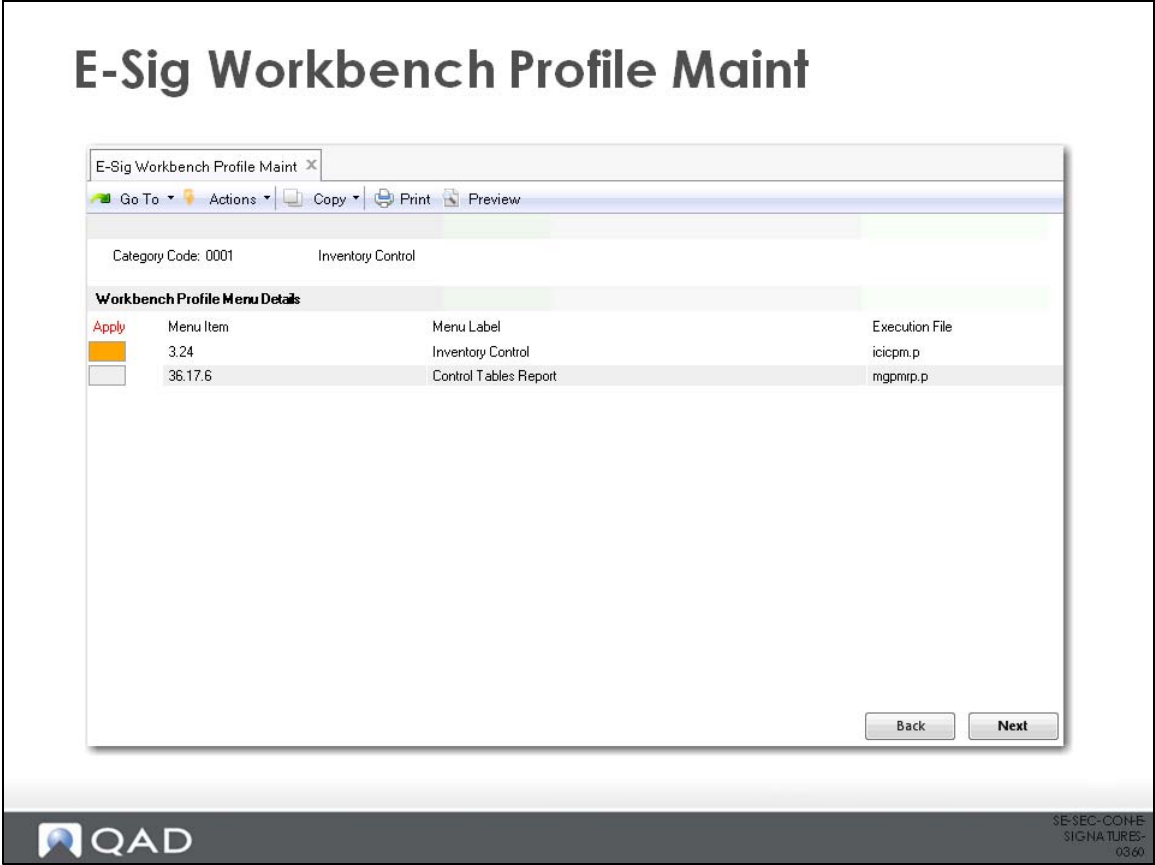 E-Sig Workbench Profile Maint
E-Sig Workbench Profile Maint X
Go To Actions Copy Print Preview
Category Code: 0001 Inventory Control
Workbench Profile Menu Details
Apply Menu Item Menu Label Execution File
3.24 Inventory Control icicpm.p
36.17.6 Control Tables Report mgpmrp.p
Back Next
QAD
SE-SEC-CON-E-
SIGNATURES-
0360